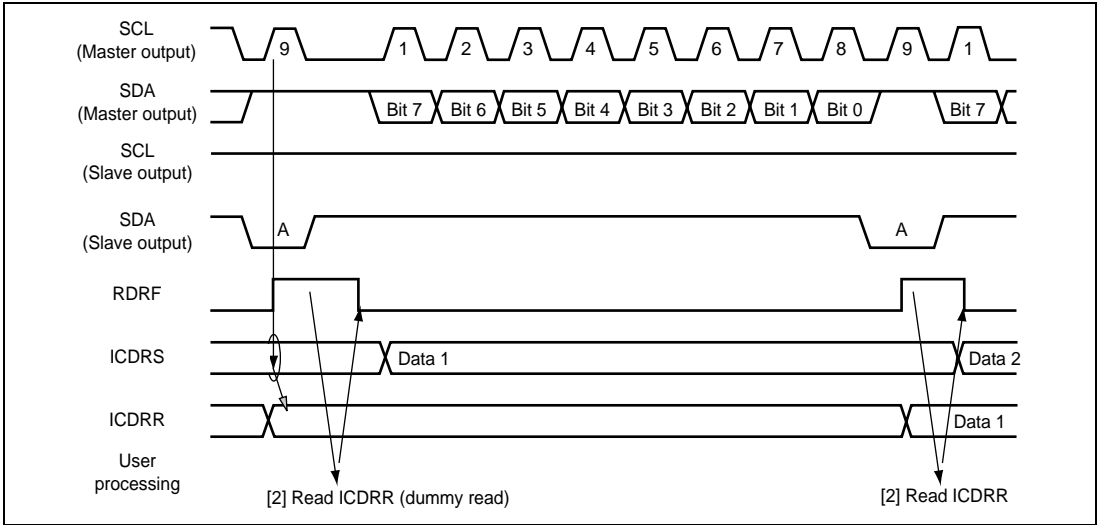 SCL
(Master output)
9 1 2 3 4 5 6 7 8 9 1
SDA
(Master output)
Bit 7 Bit 6 Bit 5 Bit 4 Bit 3 Bit 2 Bit 1 Bit 0 Bit 7
SCL
(Slave output)
SDA
(Slave output)
A A
RDRF
ICDRS
Data 1 Data 2
ICDRR
Data 1
User
processing
[2] Read ICDRR (dummy read) [2] Read ICDRR